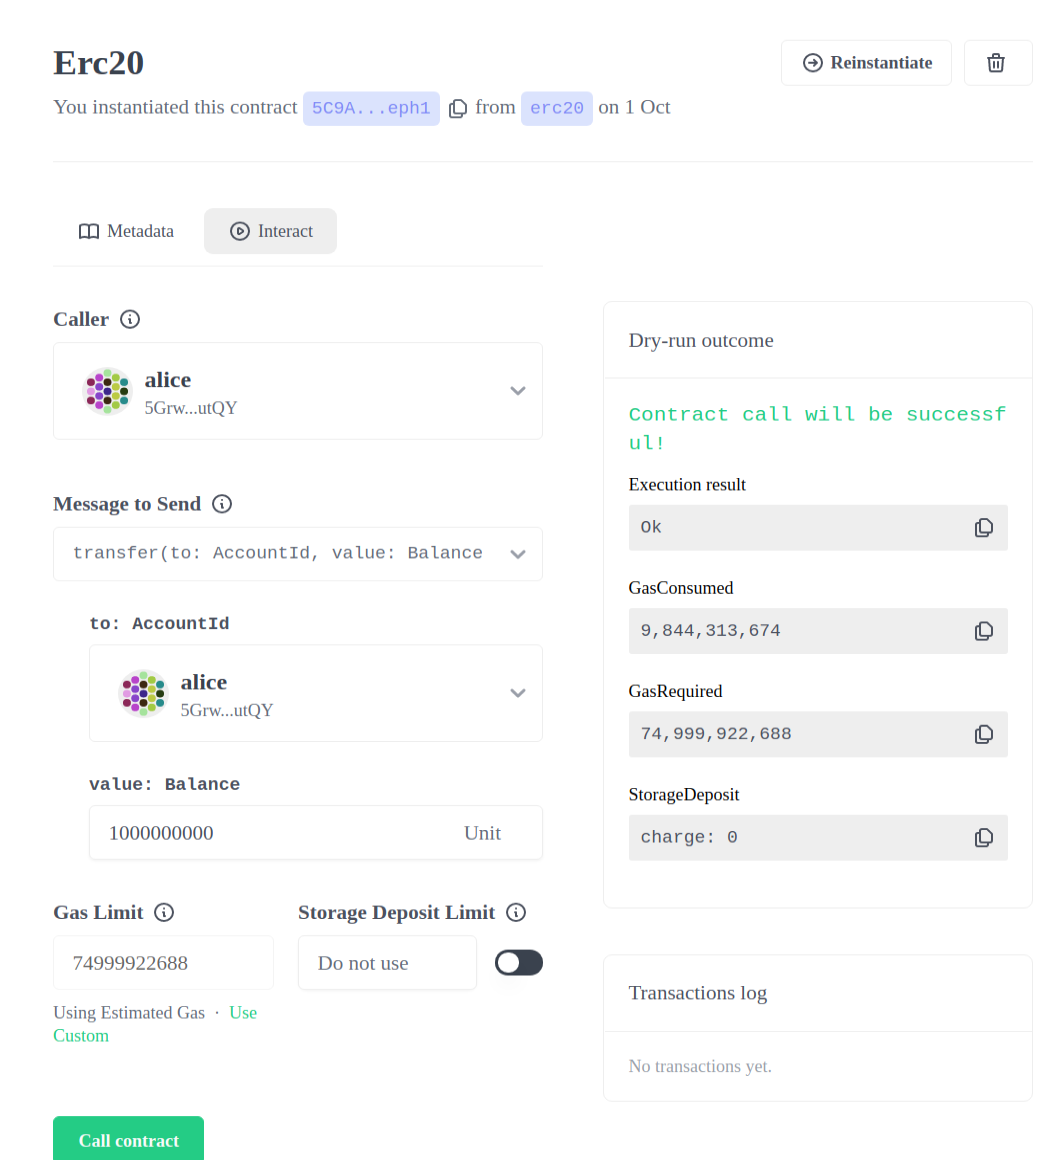 Erc20
Reinstantiate
You instantiated this contract 5C9A...eph1 from erc20 on 1 Oct
Metadata
Interact
Caller
alice
5Grw...utQY
Message to Send
transfer(to: AccountId, value: Balance
to: AccountId
alice
5Grw...utQY
value: Balance
1000000000 Unit
Gas Limit
Storage Deposit Limit
74999922688
Do not use
Using Estimated Gas · Use
Custom
Call contract
Dry-run outcome
Contract call will be successf
ul!
Execution result
Ok
GasConsumed
9,844,313,674
GasRequired
74,999,922,688
StorageDeposit
charge: 0
Transactions log
No transactions yet.